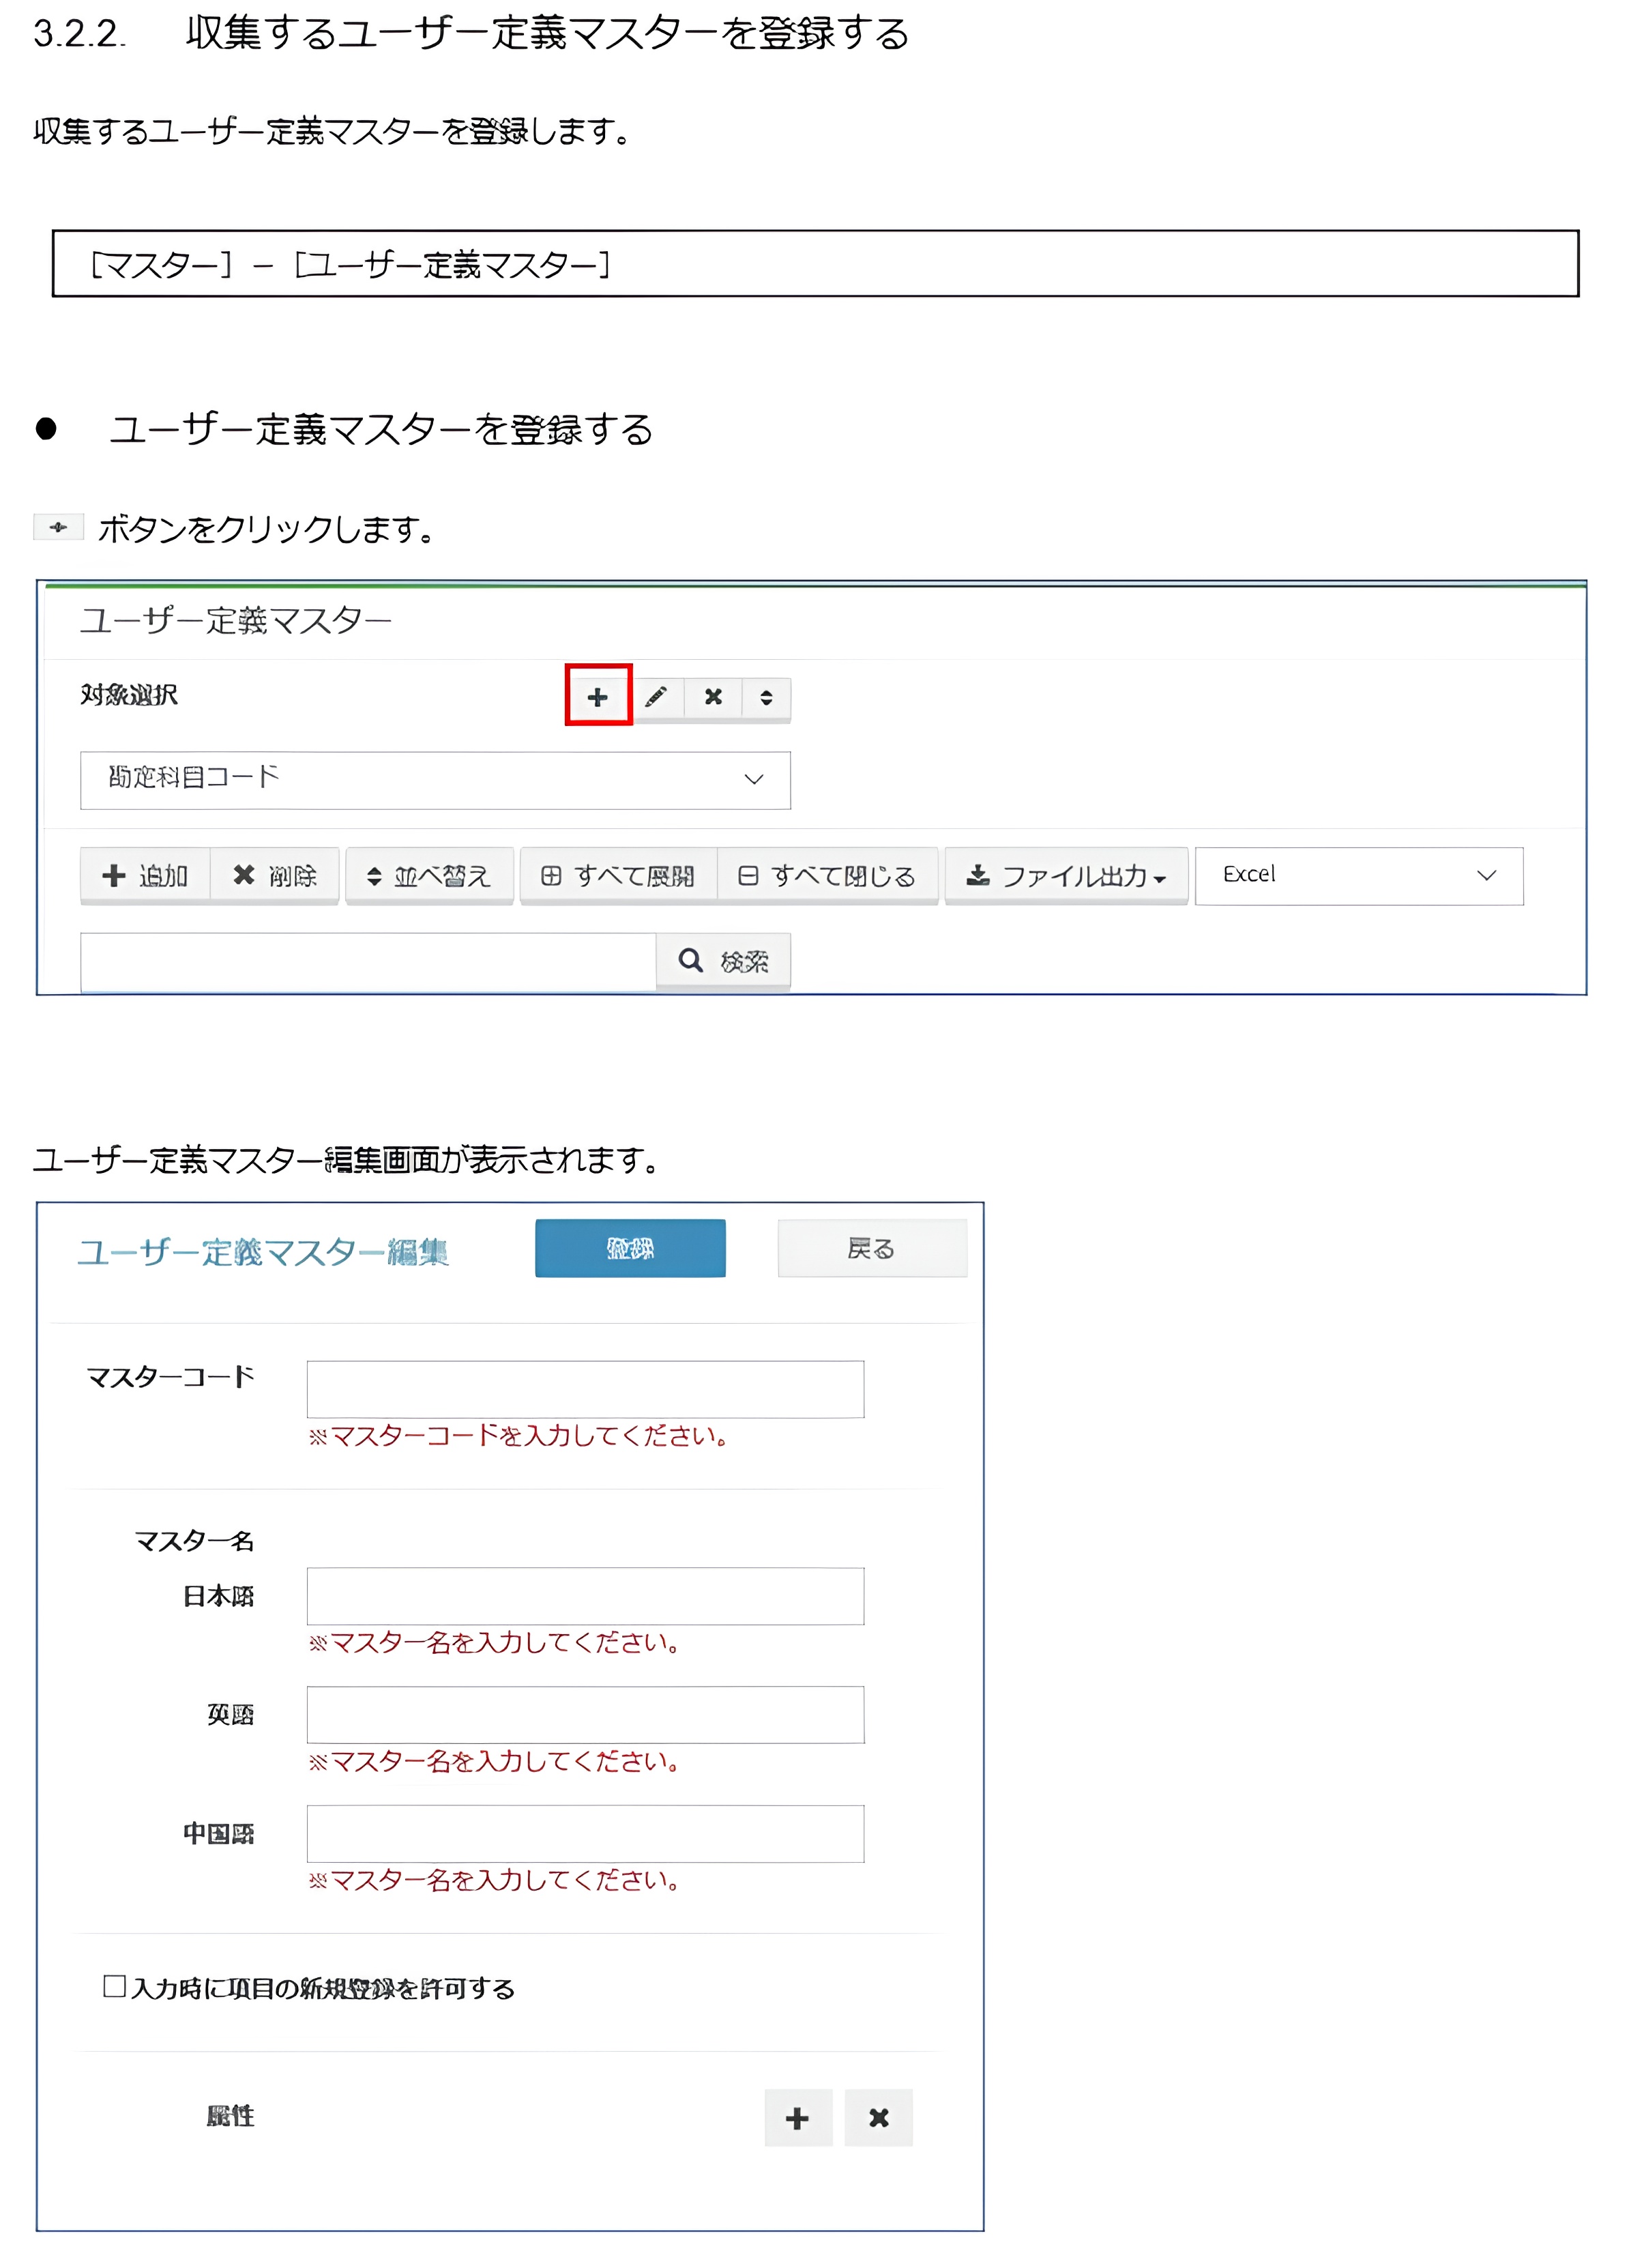 3.2.2. 収集するユーザー定義マスターを登録する
収集するユーザー定義マスターを登録します。
［マスター］－［ユーザー定義マスター］
● ユーザー定義マスターを登録する
＋ ボタンをクリックします。
ユーザー定義マスター
対象選択
勘定科目コード
追加 削除 並べ替え すべて展開 すべて閉じる ファイル出力 Excel
検索
ユーザー定義マスター編集画面が表示されます。
ユーザー定義マスター編集 登録 戻る
マスターコード
※マスターコードを入力してください。
マスター名
日本語
※マスター名を入力してください。
英語
※マスター名を入力してください。
中国語
※マスター名を入力してください。
入力時に項目の新規登録を許可する
属性